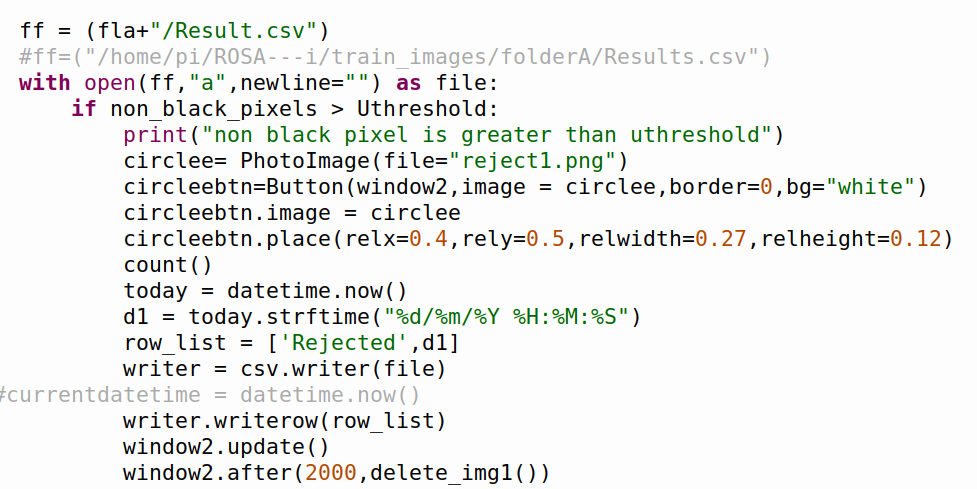 ff = (fla+"/Result.csv")
#ff=("/home/pi/ROSA---i/train_images/folderA/Results.csv")
with open(ff,"a",newline="") as file:
    if non_black_pixels > Uthreshold:
        print("non black pixel is greater than uthreshold")
        circlee= PhotoImage(file="reject1.png")
        circleebtn=Button(window2,image = circlee,border=0,bg="white")
        circleebtn.image = circlee
        circleebtn.place(relx=0.4,rely=0.5,relwidth=0.27,relheight=0.12)
        count()
        today = datetime.now()
        d1 = today.strftime("%d/%m/%Y %H:%M:%S")
        row_list = ['Rejected',d1]
        writer = csv.writer(file)
#currentdatetime = datetime.now()
        writer.writerow(row_list)
        window2.update()
        window2.after(2000,delete_img1())